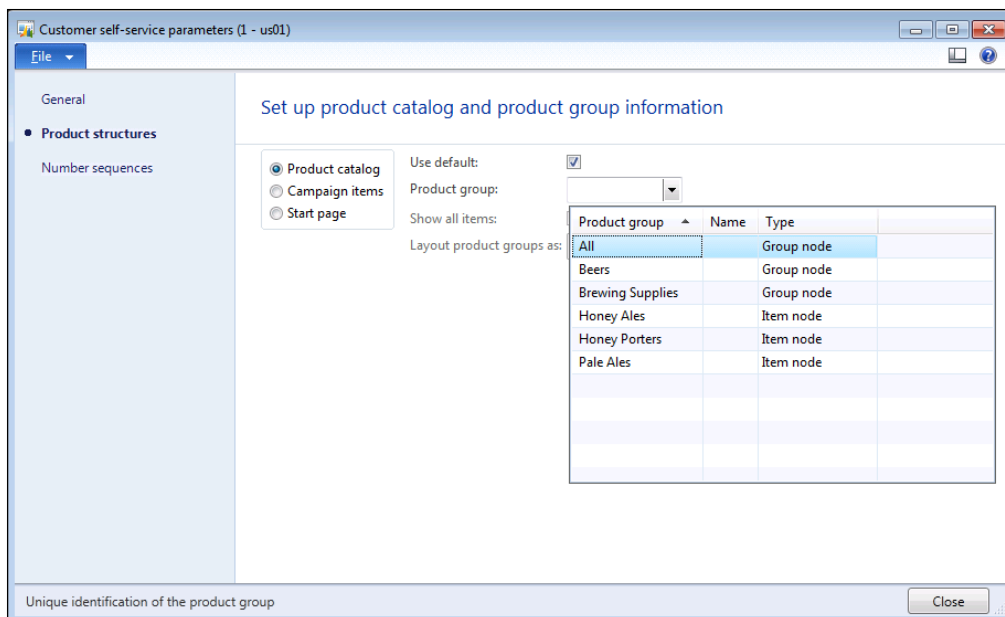 Customer self-service parameters (1 - us01)
File
General
Product structures
Number sequences
Set up product catalog and product group information
Product catalog
Campaign items
Start page
Use default:
Product group:
Show all items:
Layout product groups as:
Product group Name Type
All Group node
Beers Group node
Brewing Supplies Group node
Honey Ales Item node
Honey Porters Item node
Pale Ales Item node
Unique identification of the product group
Close